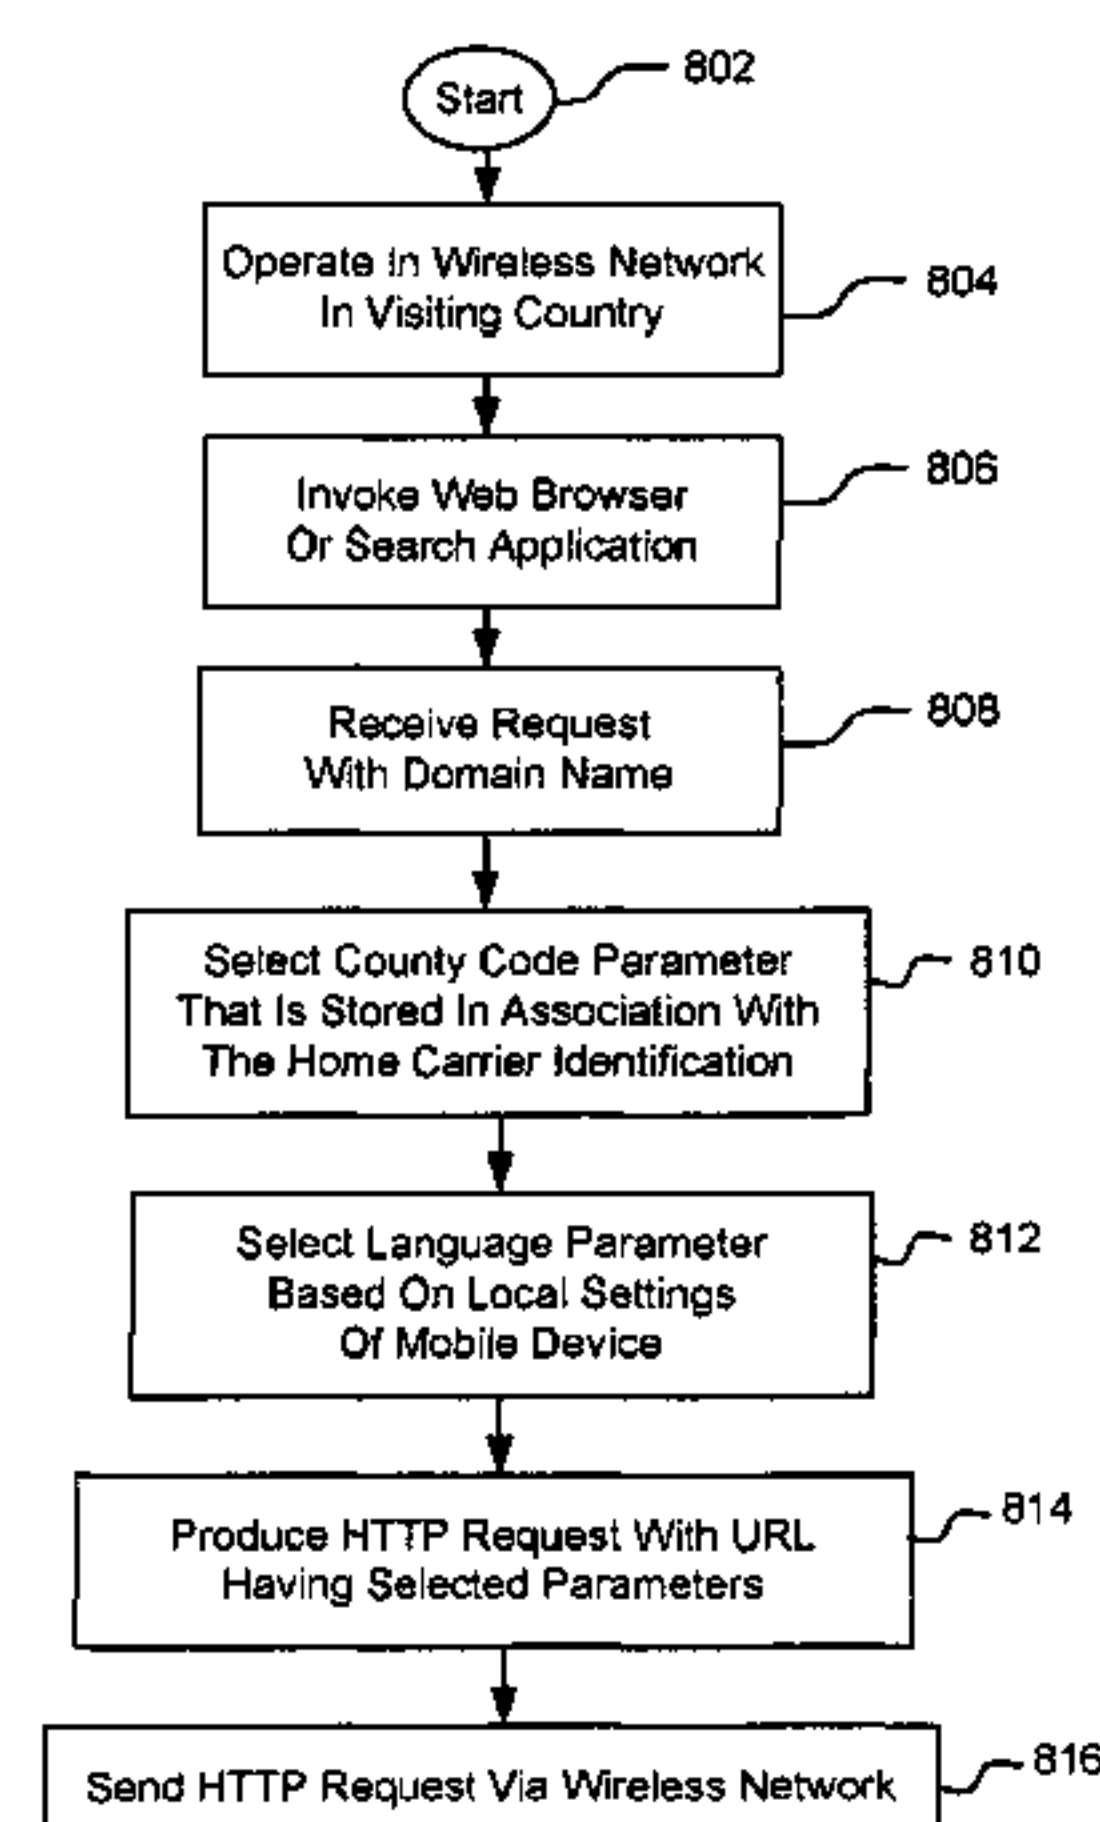 Start
802
Operate In Wireless Network
In Visiting Country
804
Invoke Web Browser
Or Search Application
806
Receive Request
With Domain Name
808
Select County Code Parameter
That Is Stored In Association With
The Home Carrier Identification
810
Select Language Parameter
Based On Local Settings
Of Mobile Device
812
Produce HTTP Request With URL
Having Selected Parameters
814
Send HTTP Request Via Wireless Network
816